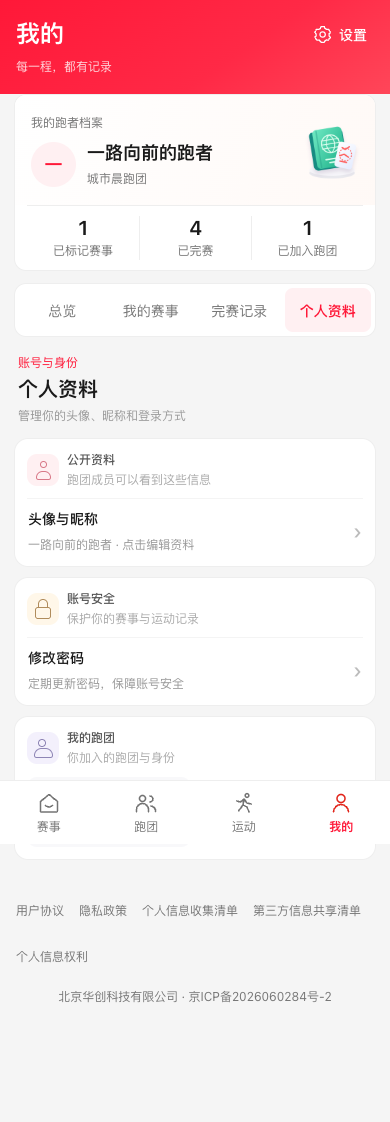 我的
设置
每一程，都有记录
我的跑者档案
一路向前的跑者
城市晨跑团
1
4
1
已标记赛事
已完赛
已加入跑团
总览
我的赛事
完赛记录
个人资料
账号与身份
个人资料
管理你的头像、昵称和登录方式
公开资料
跑团成员可以看到这些信息
头像与昵称
一路向前的跑者 · 点击编辑资料
账号安全
保护你的赛事与运动记录
修改密码
定期更新密码，保障账号安全
我的跑团
你加入的跑团与身份
赛事
跑团
运动
我的
用户协议
隐私政策
个人信息收集清单
第三方信息共享清单
个人信息权利
北京华创科技有限公司 · 京ICP备2026060284号-2